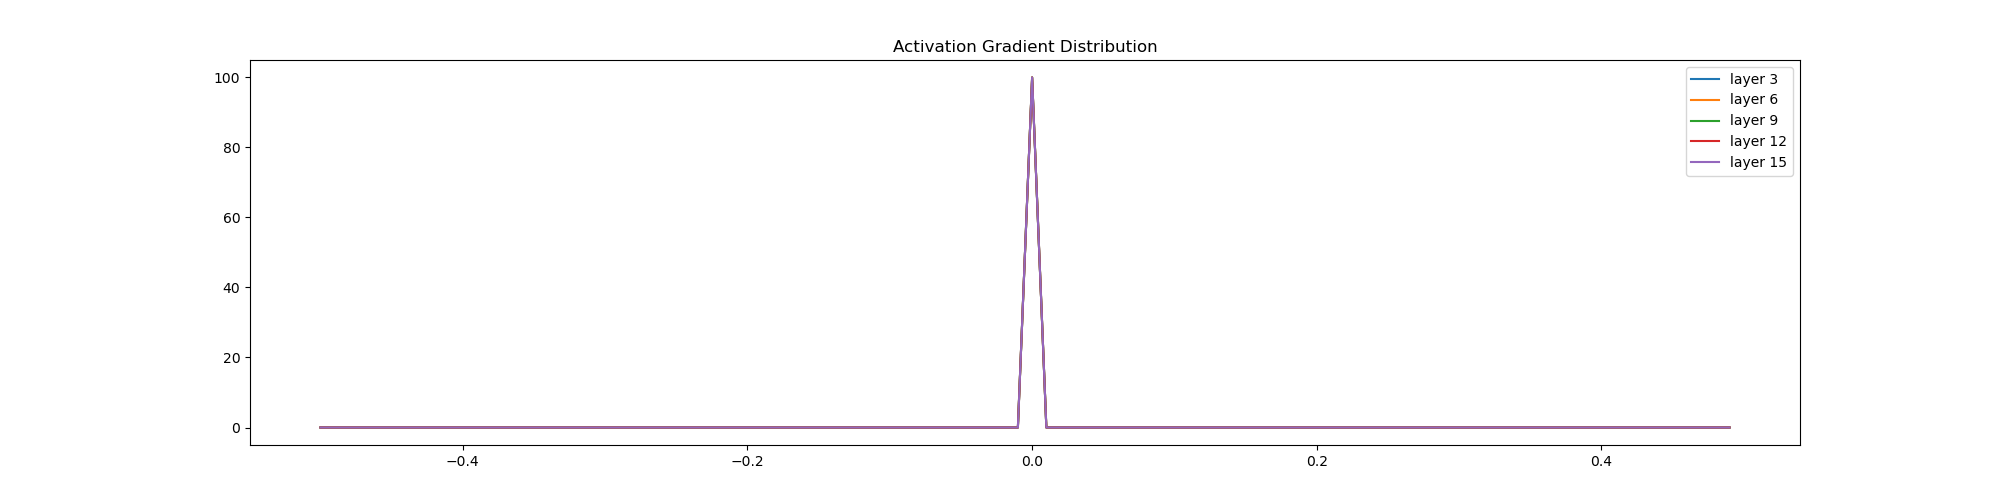 Activation Gradient Distribution
100
80
60
40
20
0
−0.4
−0.2
0.0
0.2
0.4
layer 3
layer 6
layer 9
layer 12
layer 15